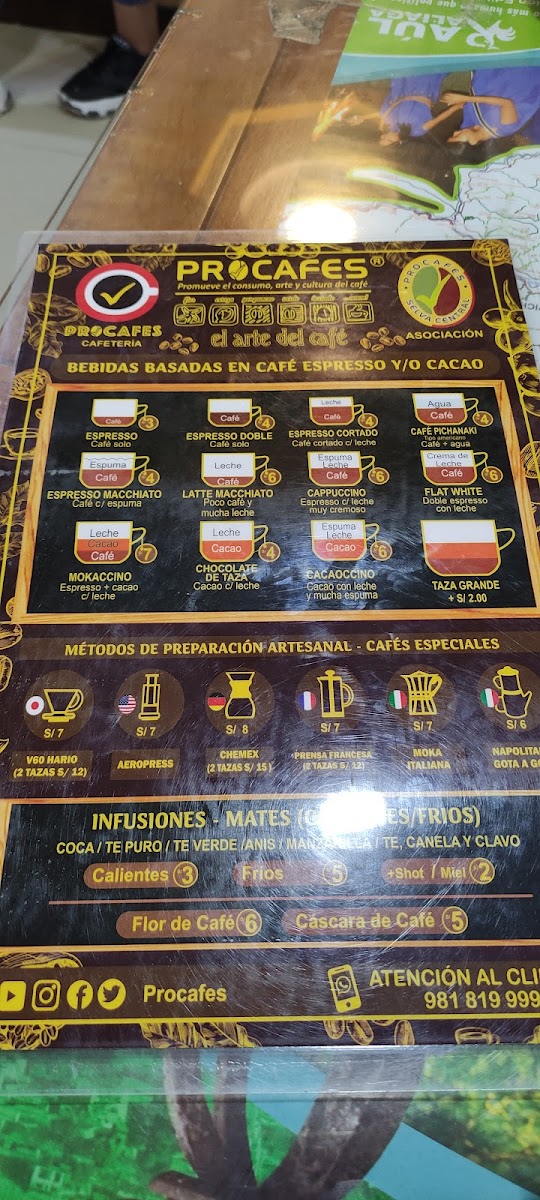 RAÚL
ALIAGA
PROCAFES®
Promueve el consumo, arte y cultura del café
PROCAFES
CAFETERÍA
PROCAFES
SELVA CENTRAL
ASOCIACIÓN
el arte del café
BEBIDAS BASADAS EN CAFÉ ESPRESSO Y/O CACAO
Café 3
ESPRESSO
Café solo
Café 4
ESPRESSO DOBLE
Café solo
Leche
Café 4
ESPRESSO CORTADO
Café cortado c/ leche
Agua
Café 4
CAFÉ PICHANAKI
Tipo americano
Café + agua
Espuma
Café 4
ESPRESSO MACCHIATO
Café c/ espuma
Leche
Café 6
LATTE MACCHIATO
Poco café y
mucha leche
Espuma
Leche
Café 6
CAPPUCCINO
Espresso c/ leche
muy cremoso
Crema de
Leche
Café 6
FLAT WHITE
Doble espresso
con leche
Leche
Cacao
Café 7
MOKACCINO
Espresso + cacao
c/ leche
Leche
Cacao 4
CHOCOLATE
DE TAZA
Cacao c/ leche
Espuma
Leche
Cacao 6
CACAOCCINO
Cacao con leche
y mucha espuma
TAZA GRANDE
+ S/ 2.00
MÉTODOS DE PREPARACIÓN ARTESANAL - CAFÉS ESPECIALES
S/ 7
V60 HARIO
(2 TAZAS S/ 12)
S/ 7
AEROPRESS
S/ 8
CHEMEX
(2 TAZAS S/ 15)
S/ 7
PRENSA FRANCESA
(2 TAZAS S/ 12)
S/ 7
MOKA
ITALIANA
S/ 6
NAPOLITAN
GOTA A GO
INFUSIONES - MATES (C ES/FRIOS)
COCA / TE PURO / TE VERDE /ANIS / MANZANILLA / TE, CANELA Y CLAVO
Calientes 3
Fríos 5
+Shot / Miel 2
Flor de Café 6
Cáscara de Café 5
Procafes
ATENCIÓN AL CLI
981 819 999